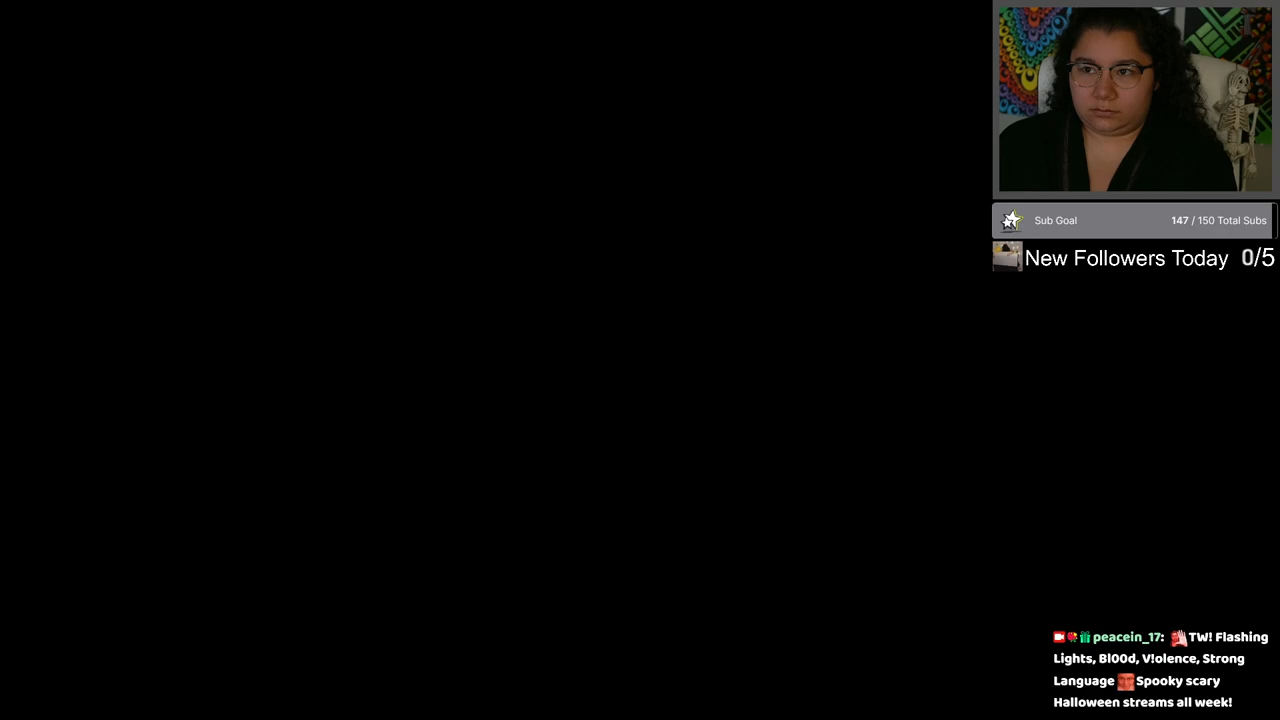 Sub Goal 147 / 150 Total Subs
New Followers Today 0/5
peacein_17: TW! Flashing
Lights, Bl00d, V!olence, Strong
Language Spooky scary
Halloween streams all week!